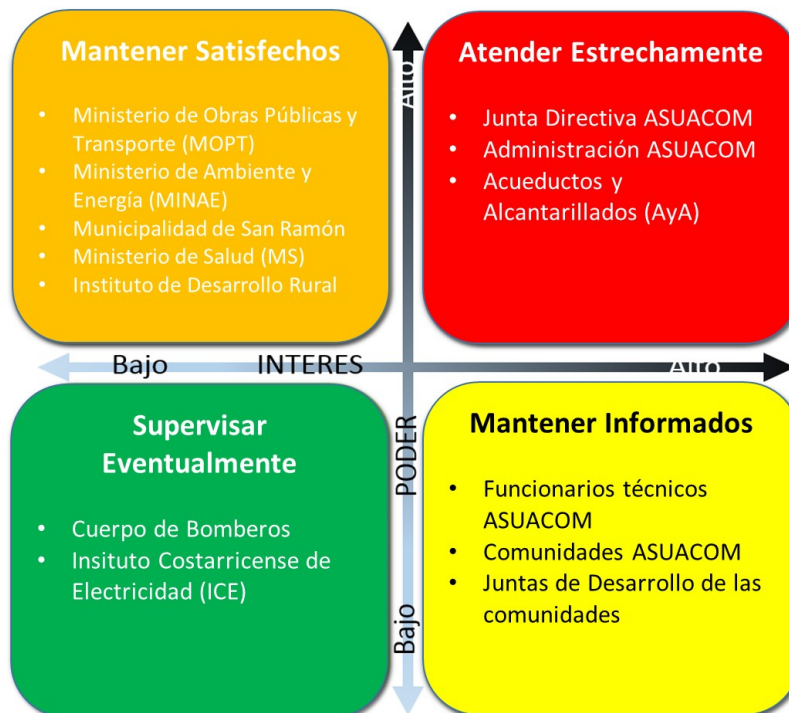 Mantener Satisfechos
• Ministerio de Obras Públicas y
Transporte (MOPT)
• Ministerio de Ambiente y
Energía (MINAE)
• Municipalidad de San Ramón
• Ministerio de Salud (MS)
• Instituto de Desarrollo Rural
Alto
Atender Estrechamente
• Junta Directiva ASUACOM
• Administración ASUACOM
• Acueductos y
Alcantarillados (AyA)
Bajo
INTERES
Alto
Supervisar
Eventualmente
• Cuerpo de Bomberos
• Insituto Costarricense de
Electricidad (ICE)
PODER
Bajo
Mantener Informados
• Funcionarios técnicos
ASUACOM
• Comunidades ASUACOM
• Juntas de Desarrollo de las
comunidades